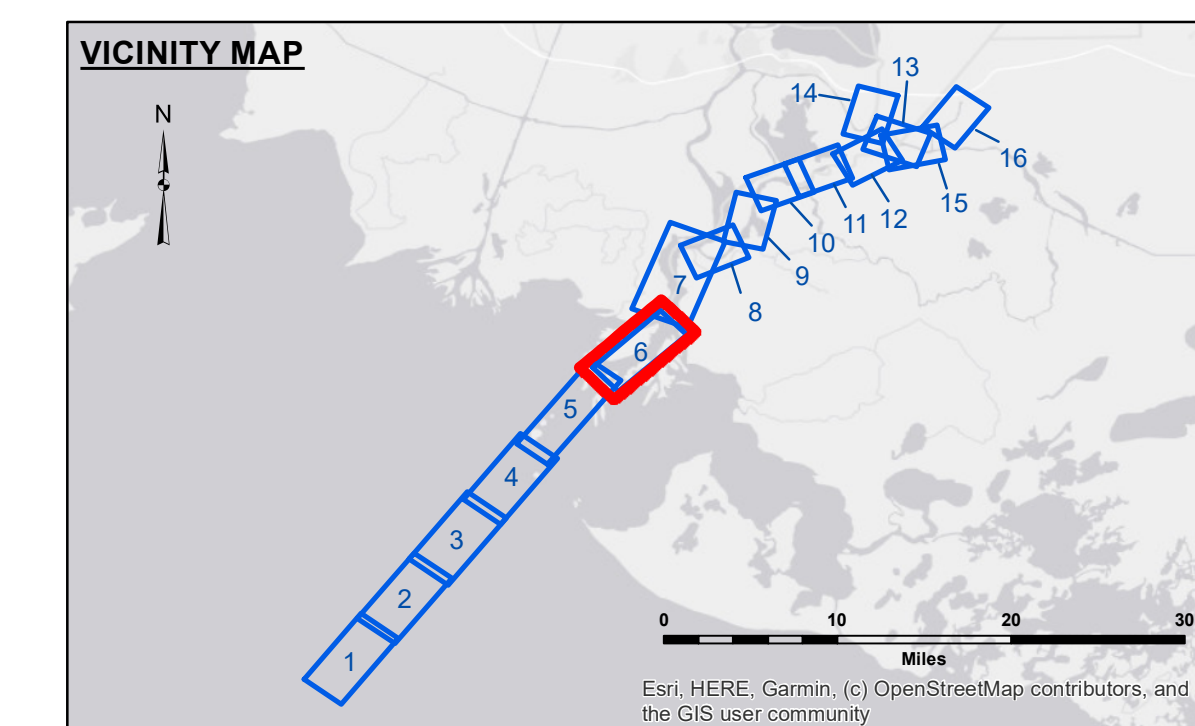 VICINITY MAP
N
13
14
16
15
12
11
10
9
7
8
6
5
4
3
2
1
0 10 20 30
Miles
Esri, HERE, Garmin, (c) OpenStreetMap contributors, and
the GIS user community